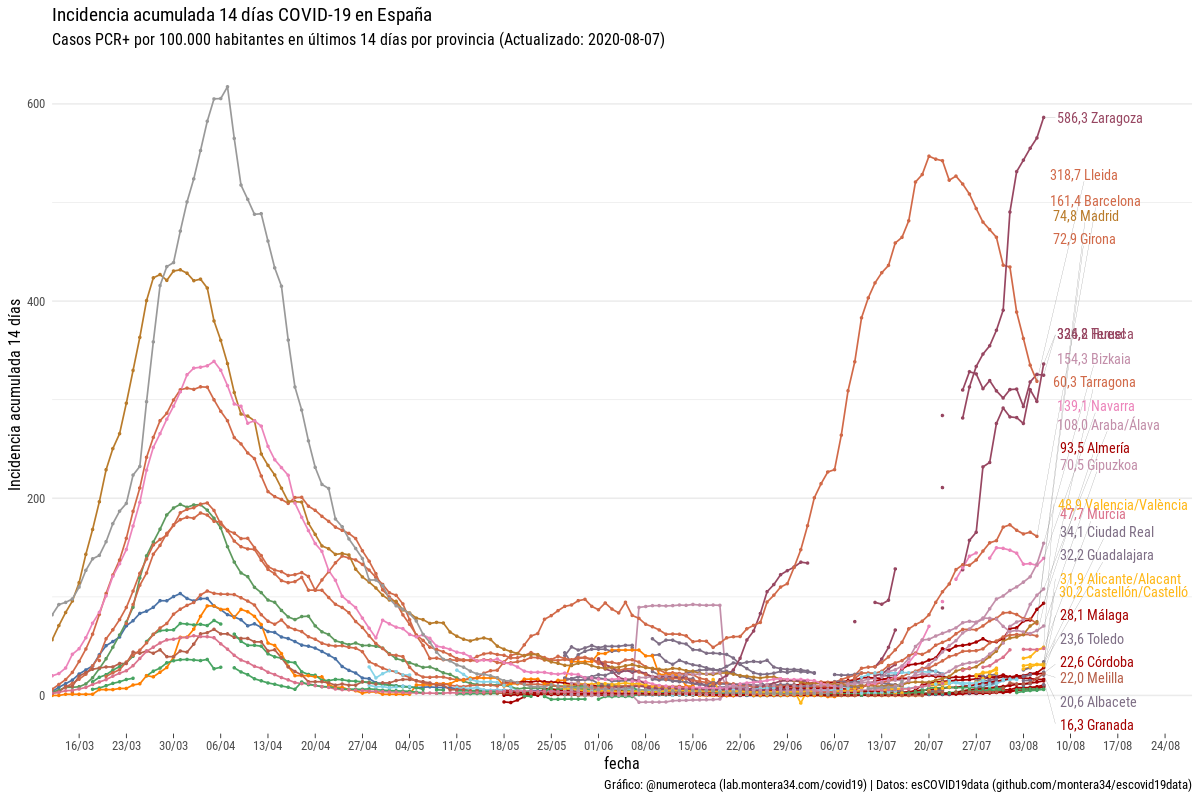 Incidencia acumulada 14 días COVID-19 en España
Casos PCR+ por 100.000 habitantes en últimos 14 días por provincia (Actualizado: 2020-08-07)
Incidencia acumulada 14 días
600
400
200
0
586,3 Zaragoza
318,7 Lleida
161,4 Barcelona
74,8 Madrid
72,9 Girona
Huesca
154,3 Bizkaia
60,3 Tarragona
139,1 Navarra
108,0 Araba/Álava
93,5 Almería
70,5 Gipuzkoa
48,9 Valencia/València
47,7 Murcia
34,1 Ciudad Real
32,2 Guadalajara
31,9 Alicante/Alacant
30,2 Castellón/Castelló
28,1 Málaga
23,6 Toledo
22,6 Córdoba
22,0 Melilla
20,6 Albacete
16,3 Granada
16/03 23/03 30/03 06/04 13/04 20/04 27/04 04/05 11/05 18/05 25/05 01/06 08/06 15/06 22/06 29/06 06/07 13/07 20/07 27/07 03/08 10/08 17/08 24/08
fecha
Gráfico: @numeroteca (lab.montera34.com/covid19) | Datos: esCOVID19data (github.com/montera34/escovid19data)